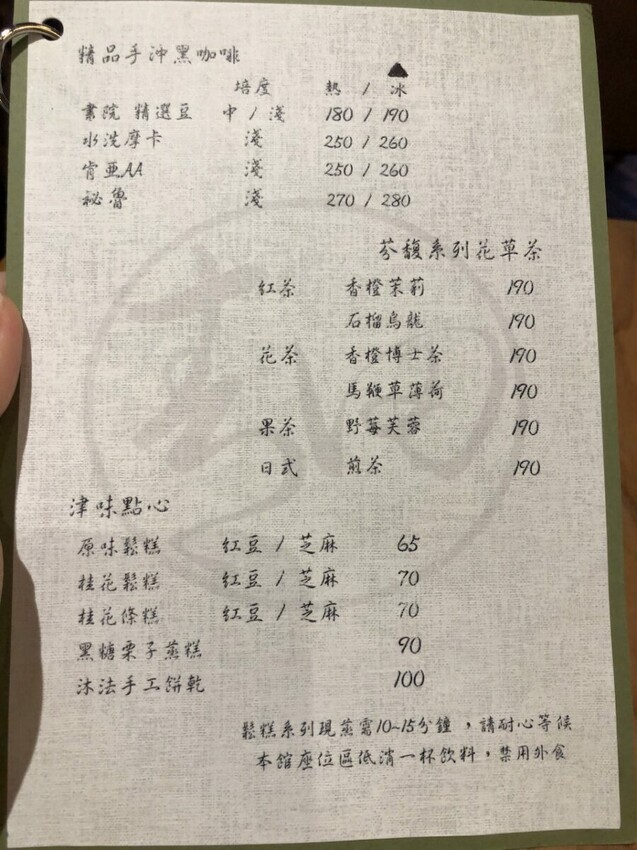 精品手沖黑咖啡
焙度 熱 / 冰
書院 精選豆 中 / 淺 180 / 190
水洗摩卡 淺 250 / 260
肯亞AA 淺 250 / 260
秘魯 淺 270 / 280
芬馥系列花草茶
紅茶 香橙茉莉 190
石榴烏龍 190
花茶 香橙博士茶 190
馬鞭草薄荷 190
果茶 野莓芙蓉 190
日式 煎茶 190
津味點心
原味鬆糕 紅豆 / 芝麻 65
桂花鬆糕 紅豆 / 芝麻 70
桂花條糕 紅豆 / 芝麻 70
黑糖栗子蒸糕 90
沐法手工餅乾 100
鬆糕系列現蒸需10~15分鐘，請耐心等候
本館座位區低消一杯飲料，禁用外食